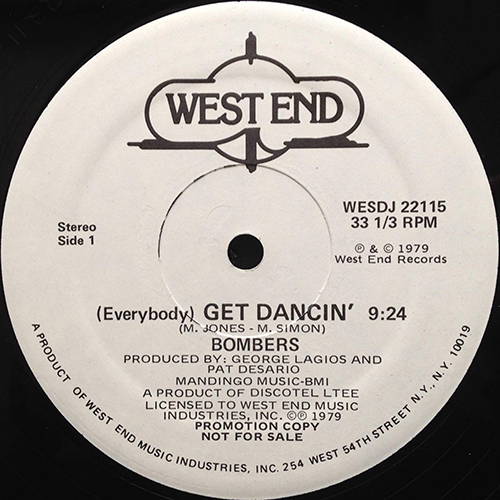 WEST END
Stereo
Side 1
WESDJ 22115
33 1/3 RPM
℗ & © 1979
West End Records
(Everybody) GET DANCIN' 9:24
(M. JONES - M. SIMON)
BOMBERS
PRODUCED BY: GEORGE LAGIOS AND
PAT DESARIO
MANDINGO MUSIC-BMI
A PRODUCT OF DISCOTEL LTEE
LICENSED TO WEST END MUSIC
INDUSTRIES, INC. ©℗ 1979
PROMOTION COPY
NOT FOR SALE
A PRODUCT OF WEST END MUSIC INDUSTRIES, INC. 254 WEST 54TH STREET N.Y., N.Y. 10019